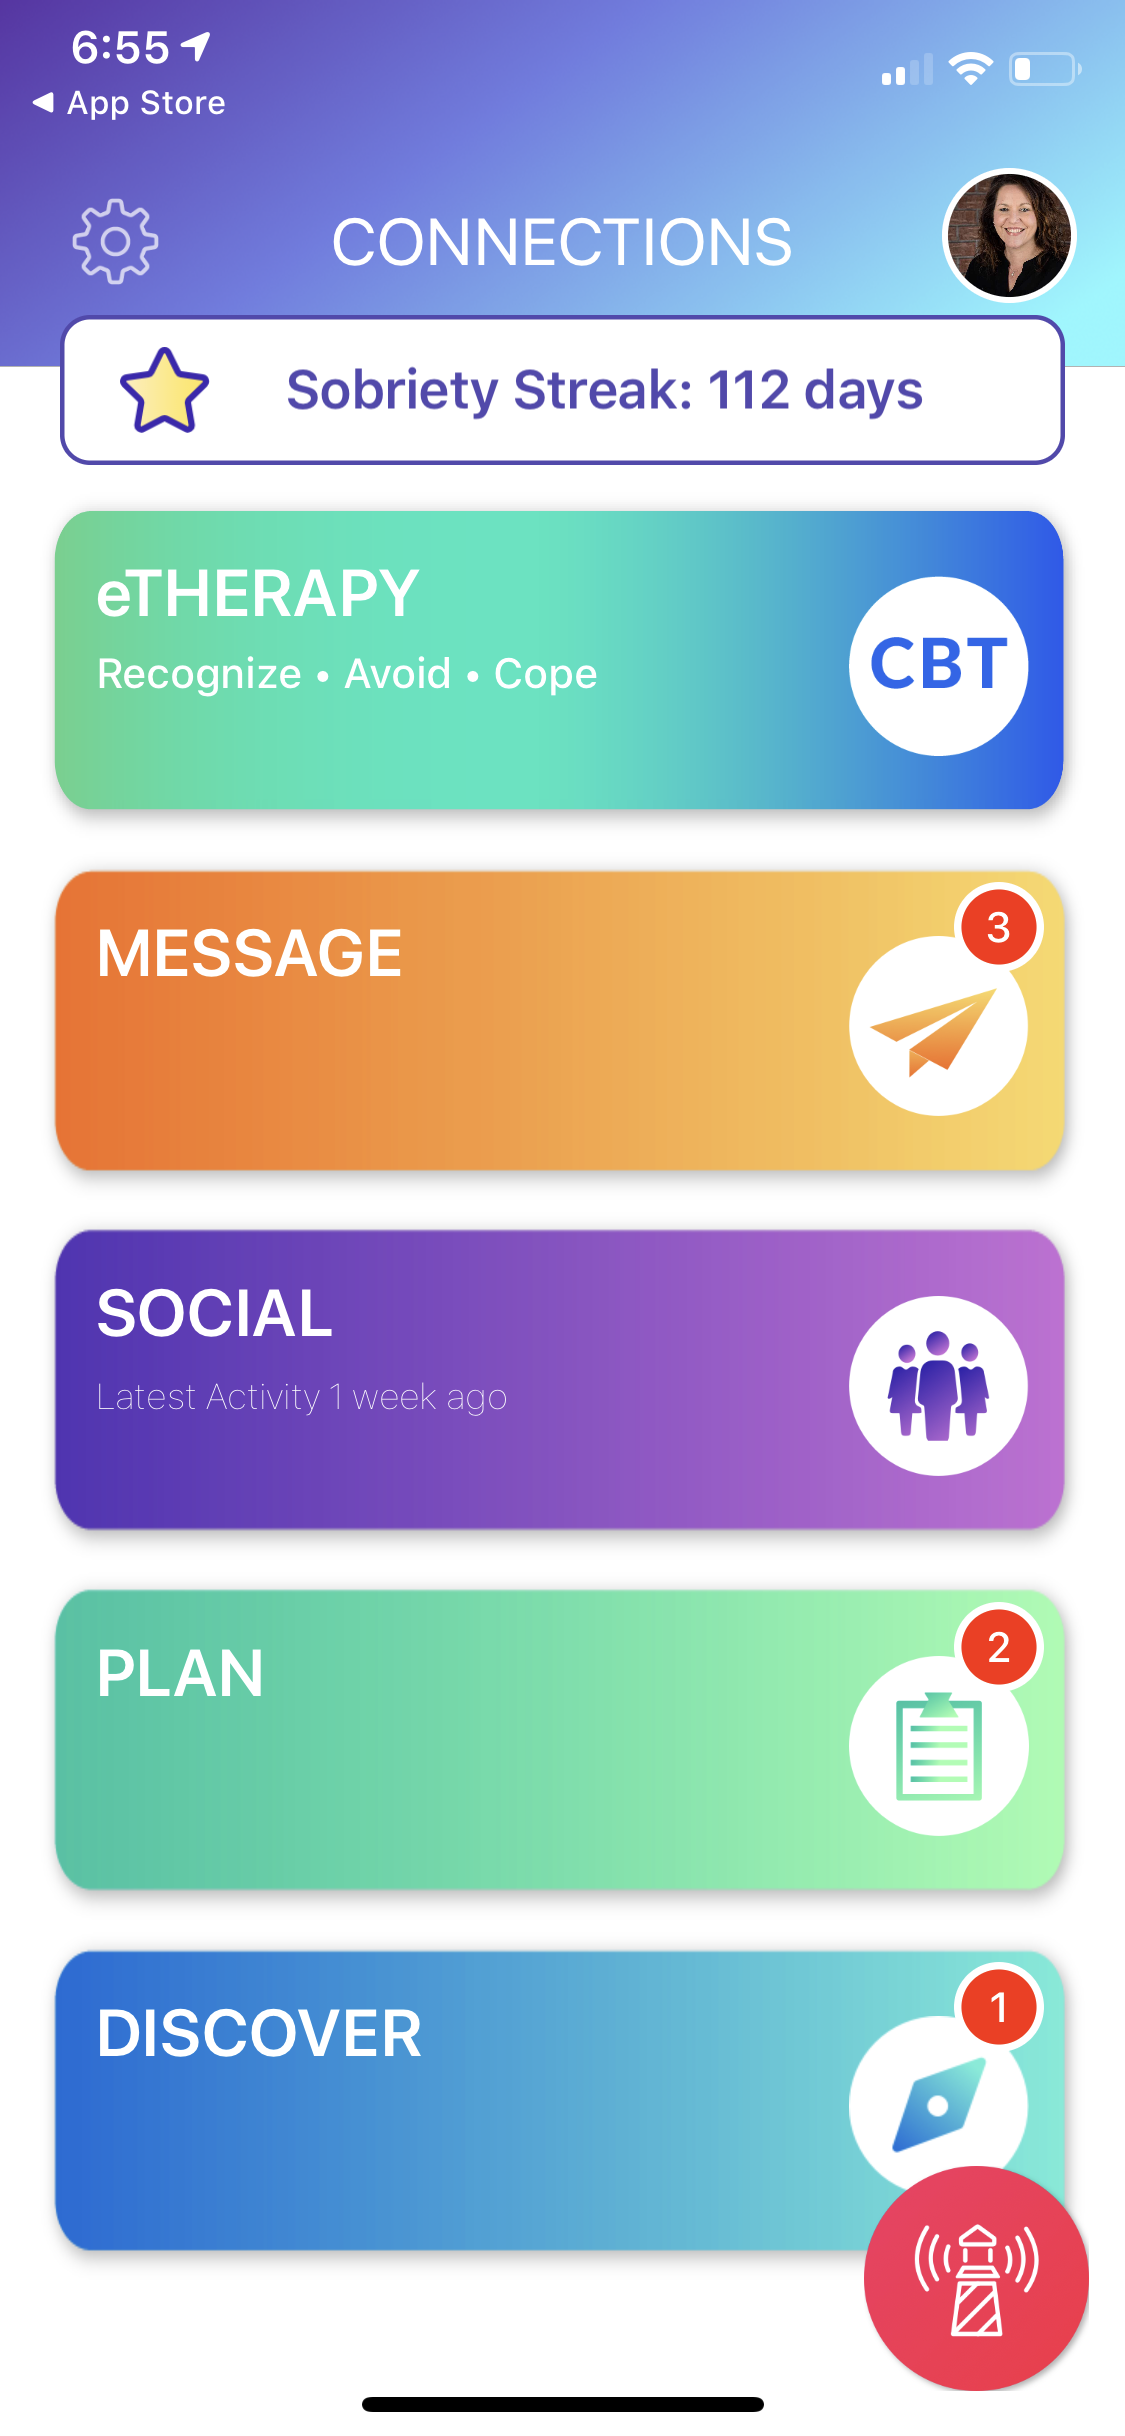 6:55
App Store
CONNECTIONS
Sobriety Streak: 112 days
eTHERAPY
Recognize • Avoid • Cope
CBT
MESSAGE
3
SOCIAL
Latest Activity 1 week ago
PLAN
2
DISCOVER
1